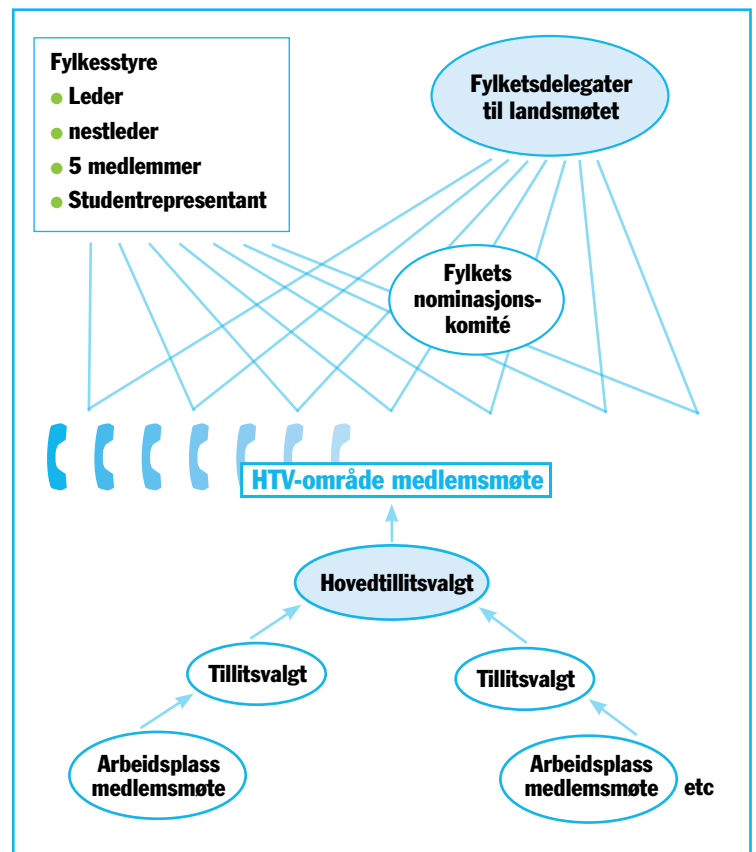 Fylkesstyre
● Leder
● nestleder
● 5 medlemmer
● Studentrepresentant
Fylketsdelegater
til landsmøtet
Fylkets
nominasjons-
komité
HTV-område medlemsmøte
Hovedtillitsvalgt
Tillitsvalgt
Tillitsvalgt
Arbeidsplass
medlemsmøte
Arbeidsplass
medlemsmøte
etc